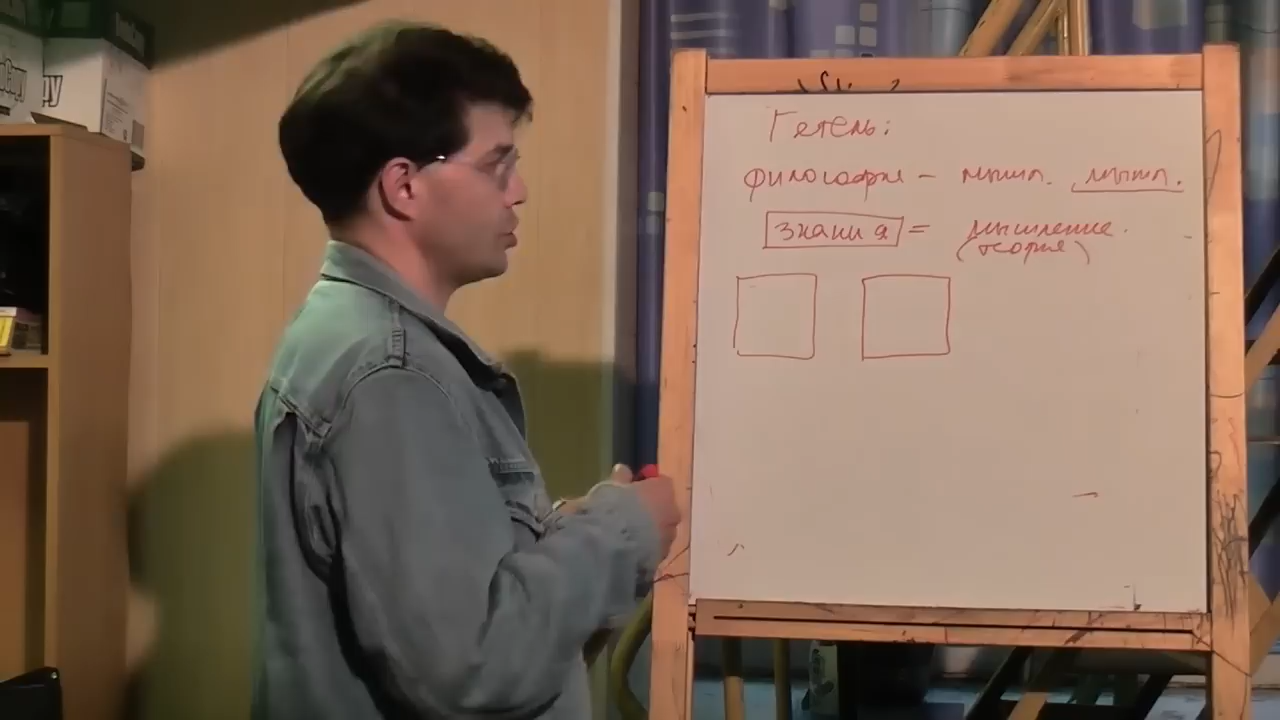 Гегель:
философия – мышл. мышл.
знания = мышление.
(теория)